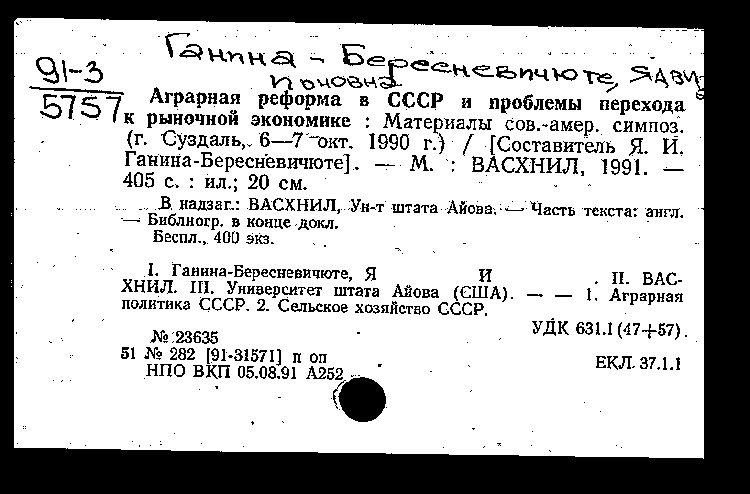 Ганина - Бересневичюте, Ядви
91-3
5757
Аграрная реформа в СССР и проблемы перехода
к рыночной экономике : Материалы сов.-амер. симпоз.
(г. Суздаль, 6—7 окт. 1990 г.) / [Составитель Я. И.
Ганина-Бересневичюте]. — М. : ВАСХНИЛ, 1991. —
405 с. : ил.; 20 см.
В надзаг.: ВАСХНИЛ, Ун-т штата Айова. — Часть текста: англ.
— Библиогр. в конце докл.
Беспл., 400 экз.
I. Ганина-Бересневичюте, Я И . II. ВАС-
ХНИЛ. III. Университет штата Айова (США). — — 1. Аграрная
политика СССР. 2. Сельское хозяйство СССР.
УДК 631.1(47+57).
№ 23635
51 № 282 [91-31571] п оп
НПО ВКП 05.08.91 А252
ЕКЛ. 37.1.1